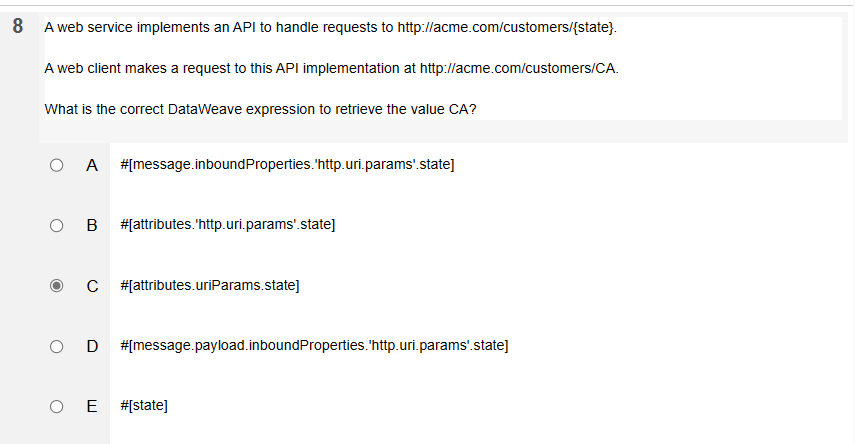 8 A web service implements an API to handle requests to http://acme.com/customers/{state}.
A web client makes a request to this API implementation at http://acme.com/customers/CA.
What is the correct DataWeave expression to retrieve the value CA?
A #[message.inboundProperties.'http.uri.params'.state]
B #[attributes.'http.uri.params'.state]
C #[attributes.uriParams.state]
D #[message.payload.inboundProperties.'http.uri.params'.state]
E #[state]